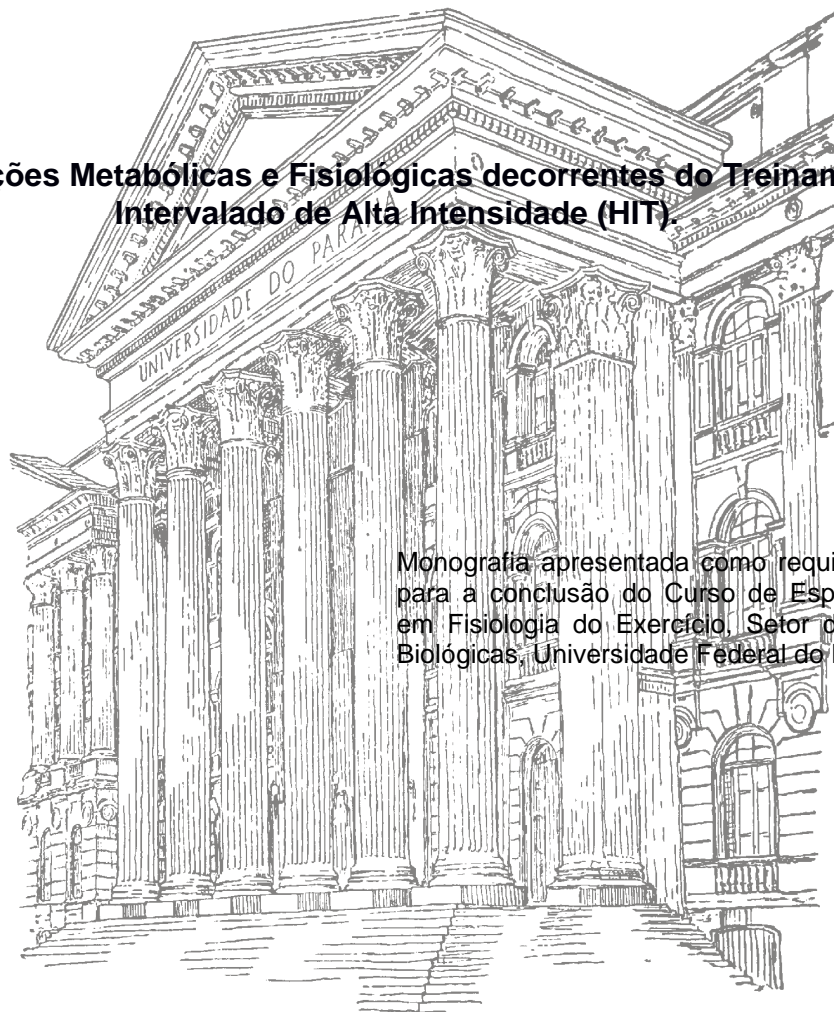 ções Metabólicas e Fisiológicas decorrentes do Treinam
Intervalado de Alta Intensidade (HIT).
UNIVERSIDADE DO PARANA
Monografia apresentada como requi
para a conclusão do Curso de Esp
em Fisiologia do Exercício, Setor d
Biológicas, Universidade Federal do